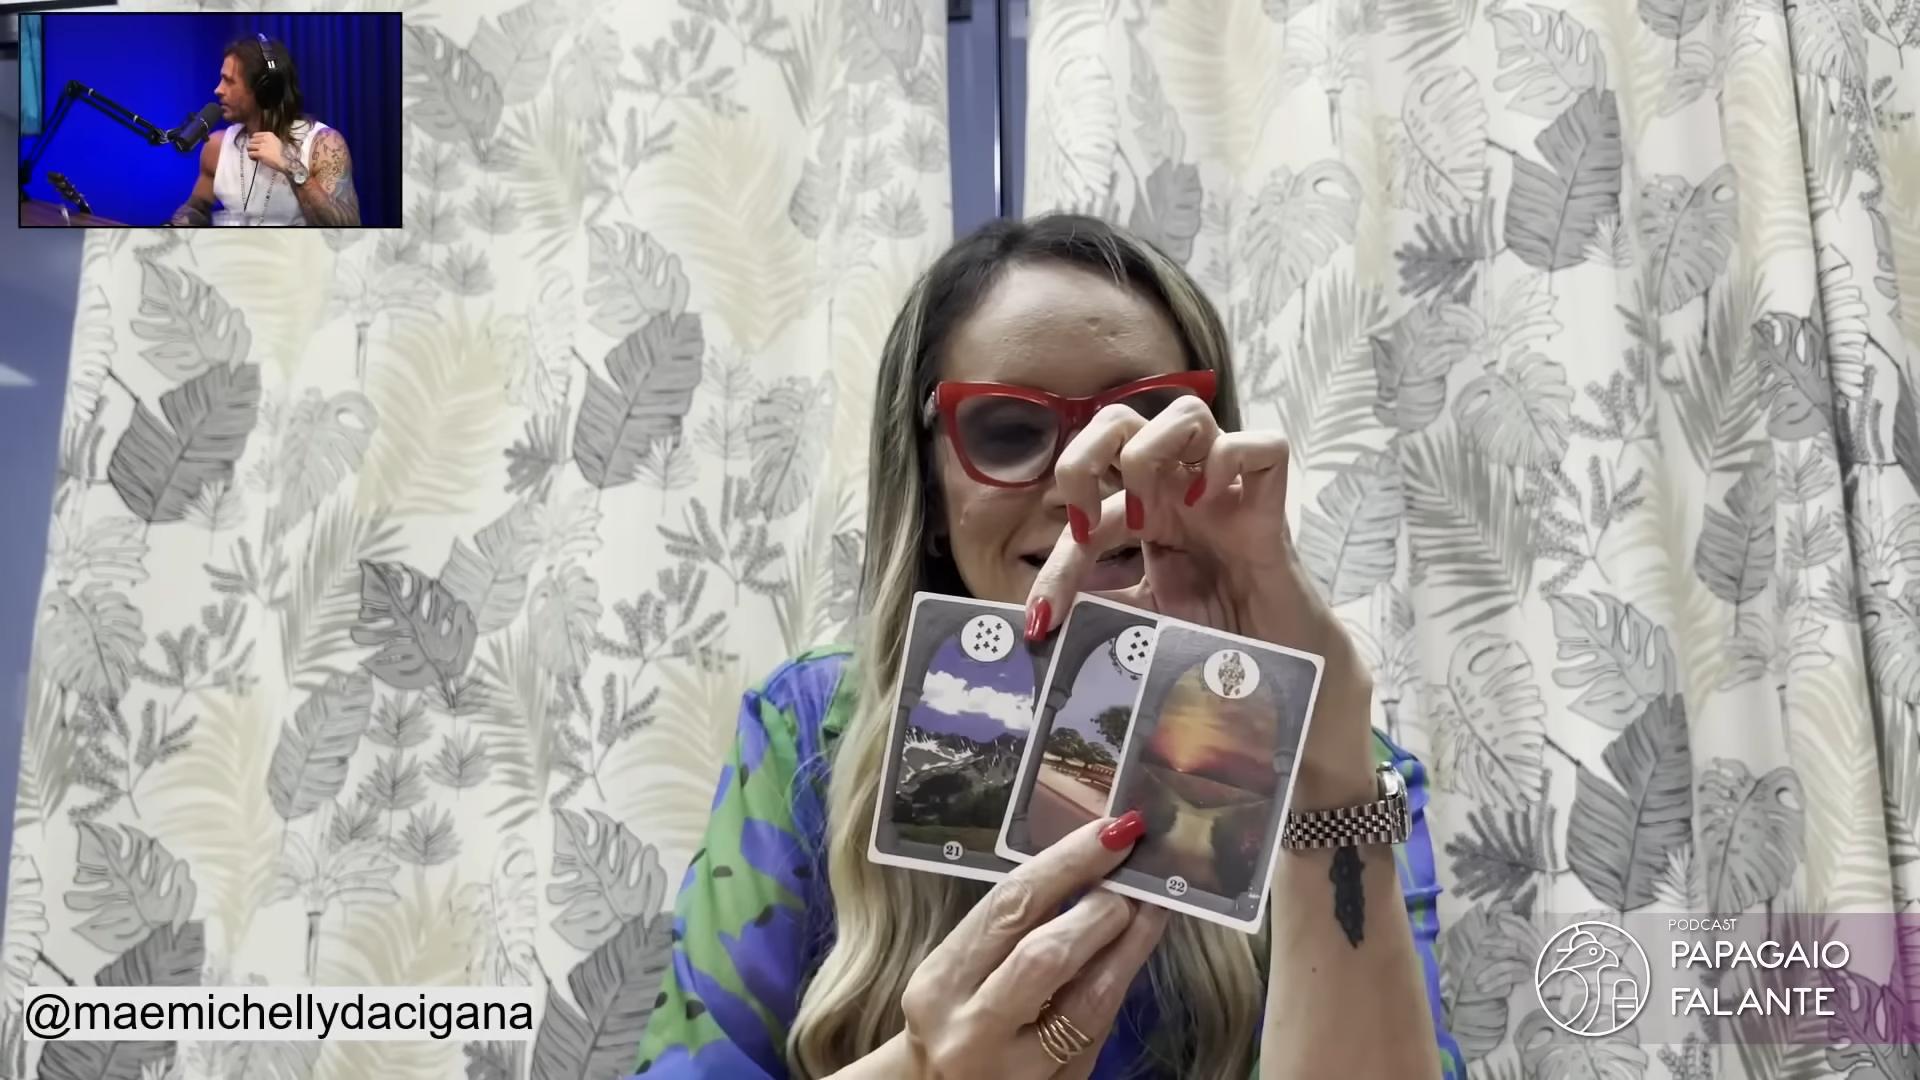 21
22
@maemichellydacigana
PODCAST
PAPAGAIO
FALANTE